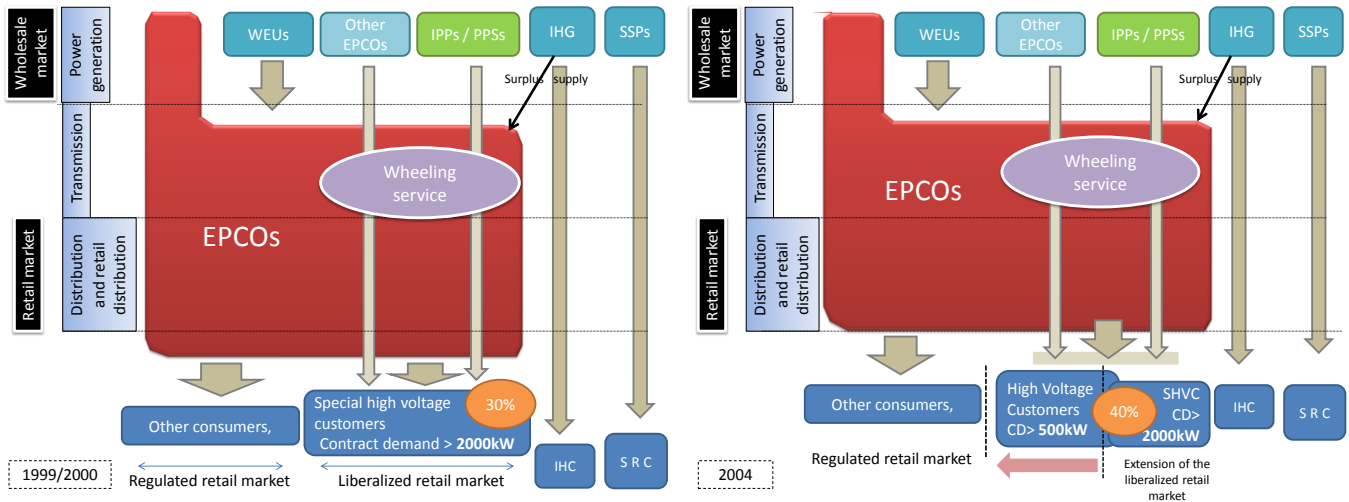 Wholesale
market
Power
generation
WEUs
Other
EPCOs
IPPs / PPSs
IHG
SSPs
Surplus supply
Transmission
Wheeling
service
EPCOs
Retail market
Distribution
and retail
distribution
Other consumers,
Special high voltage
customers
Contract demand > 2000kW
30%
IHC
S R C
1999/2000
Regulated retail market
Liberalized retail market
Wholesale
market
Power
generation
WEUs
Other
EPCOs
IPPs / PPSs
IHG
SSPs
Surplus supply
Transmission
Wheeling
service
EPCOs
Retail market
Distribution
and retail
distribution
Other consumers,
High Voltage
Customers
CD> 500kW
40%
SHVC
CD>
2000kW
IHC
S R C
2004
Regulated retail market
Extension of the
liberalized retail
market